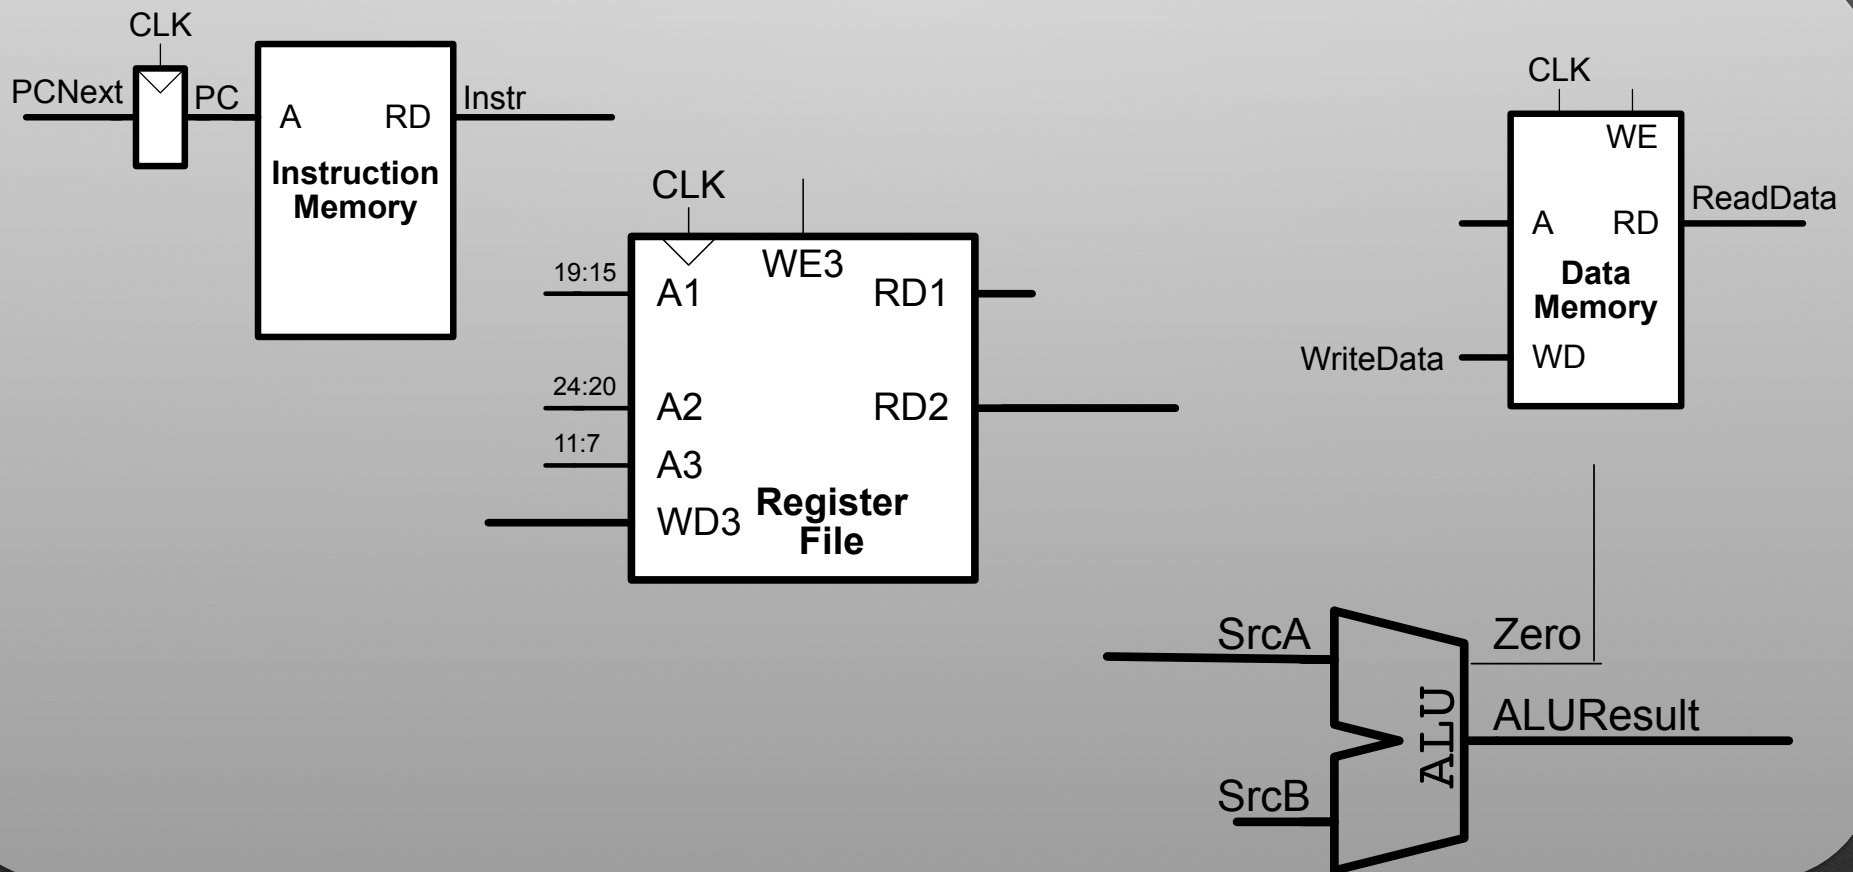 CLK
PCNext
PC
A
RD
Instr
Instruction
Memory
CLK
WE3
19:15
A1
RD1
24:20
A2
RD2
11:7
A3
WD3
Register
File
CLK
WE
A
RD
ReadData
Data
Memory
WriteData
WD
SrcA
Zero
ALU
ALUResult
SrcB